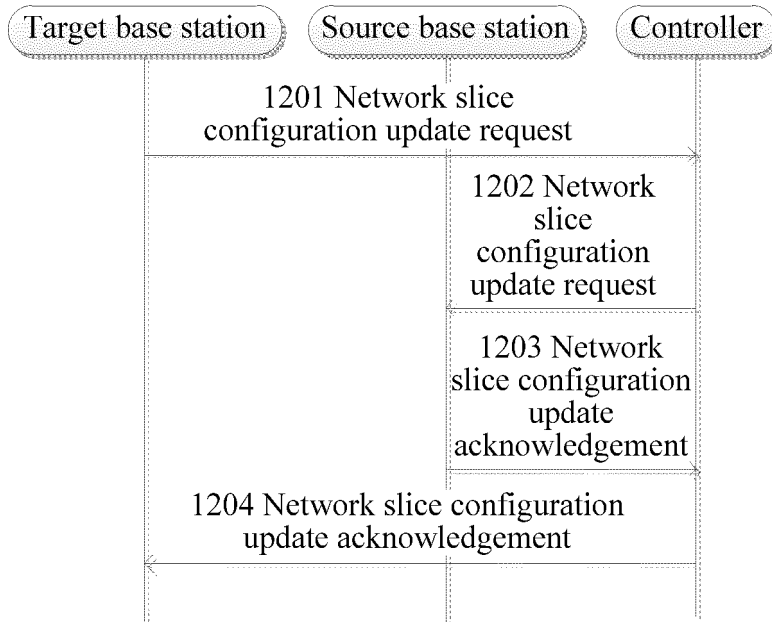 Target base station
Source base station
Controller
1201 Network slice
configuration update request
1202 Network
slice
configuration
update request
1203 Network
slice configuration
update
acknowledgement
1204 Network slice configuration
update acknowledgement